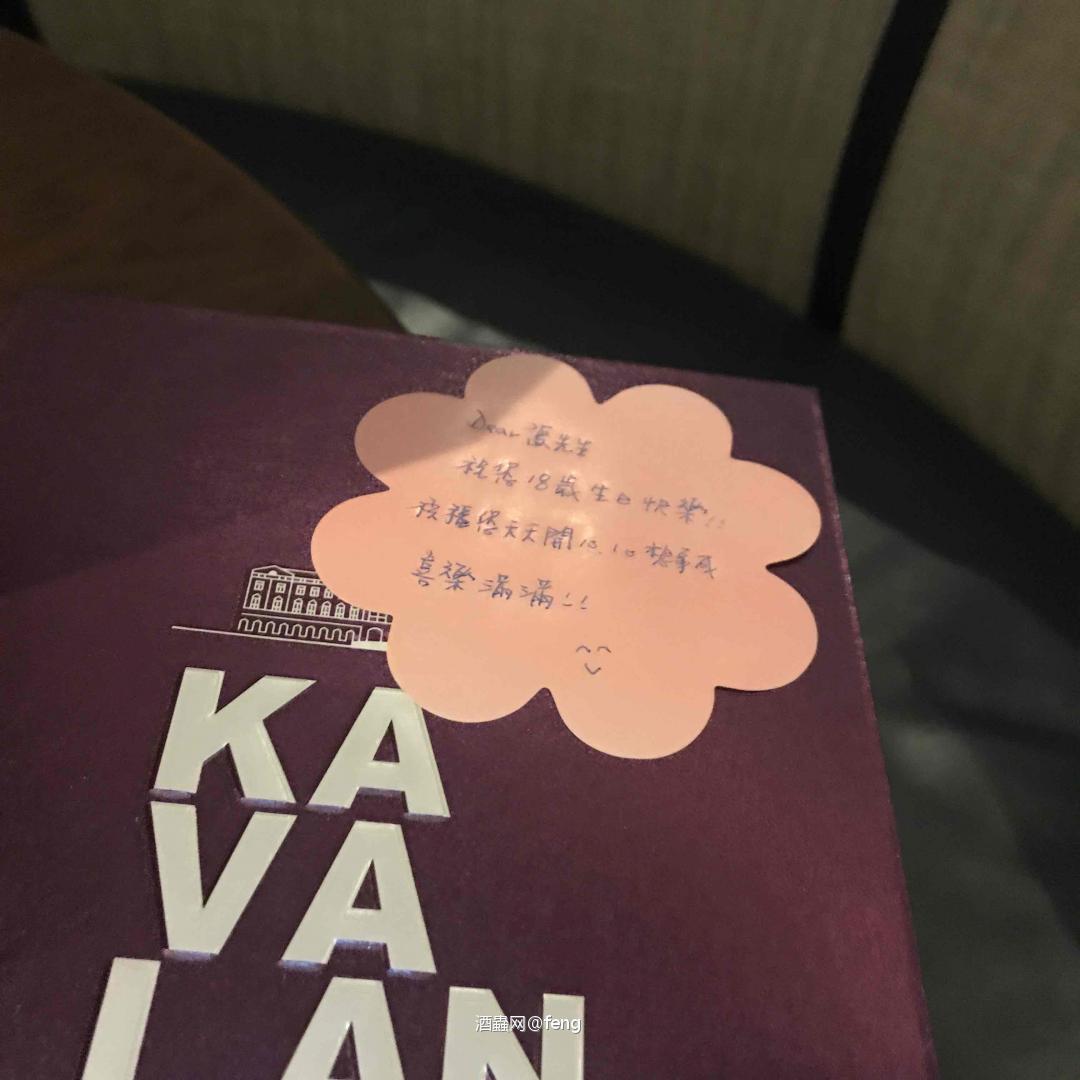 Dear 張先生
祝您18歲生日快樂!!
祝張您天天開心、心想事成
喜樂滿滿!!
KA
VA
LAN
酒蟲网@feng